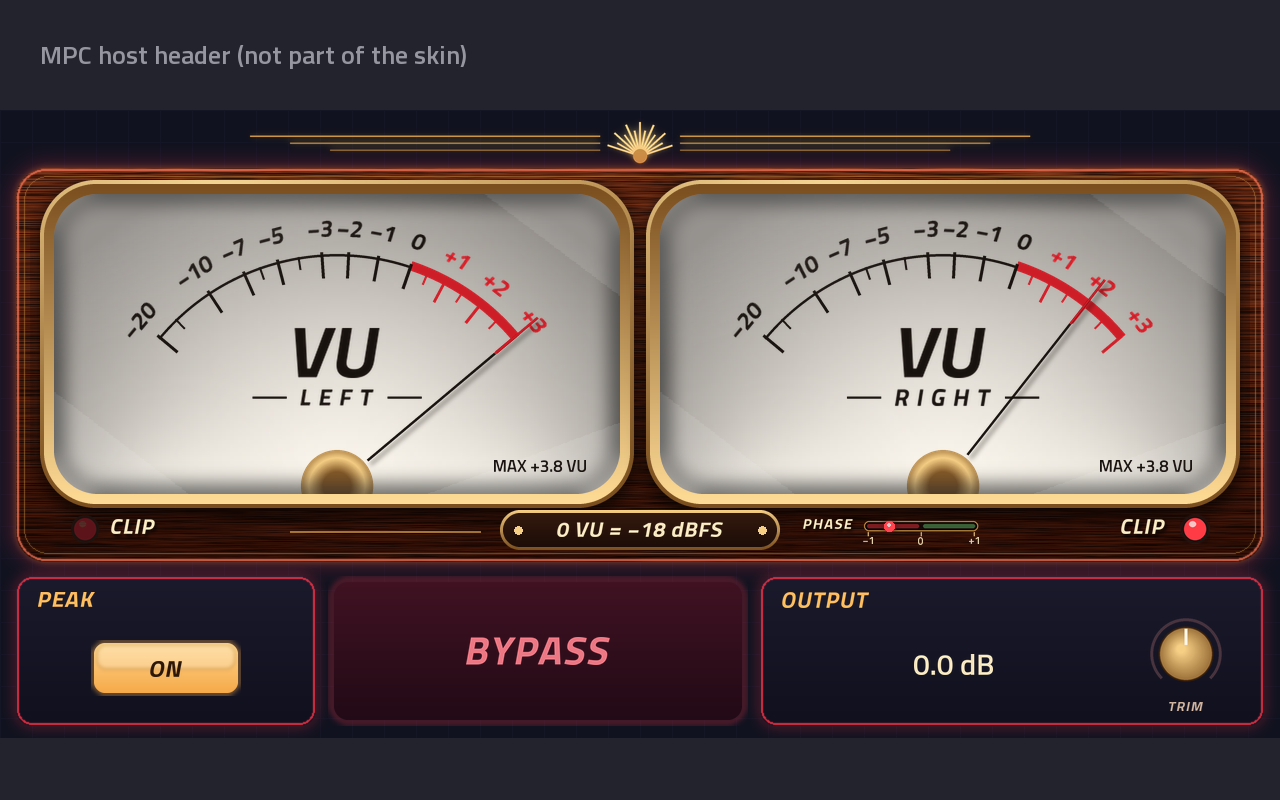 MPC host header (not part of the skin)
−20 −10 −7 −5 −3 −2 −1 0 +1 +2 +3
VU
LEFT
MAX +3.8 VU
−20 −10 −7 −5 −3 −2 −1 0 +1 +2 +3
VU
RIGHT
MAX +3.8 VU
CLIP
0 VU = −18 dBFS
PHASE
−1 0 +1
CLIP
PEAK
ON
BYPASS
OUTPUT
0.0 dB
TRIM